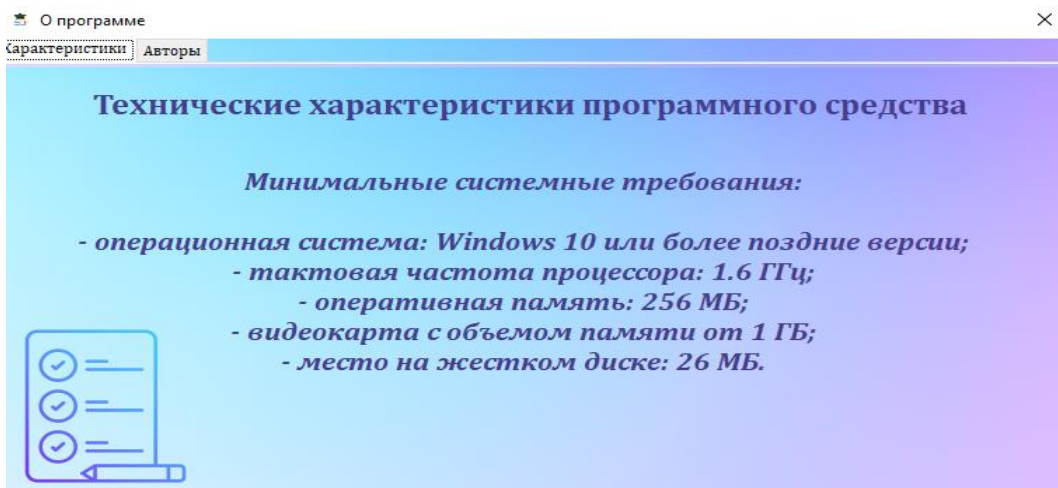 О программе
Характеристики Авторы
Технические характеристики программного средства
Минимальные системные требования:
- операционная система: Windows 10 или более поздние версии;
- тактовая частота процессора: 1.6 ГГц;
- оперативная память: 256 МБ;
- видеокарта с объемом памяти от 1 ГБ;
- место на жестком диске: 26 МБ.